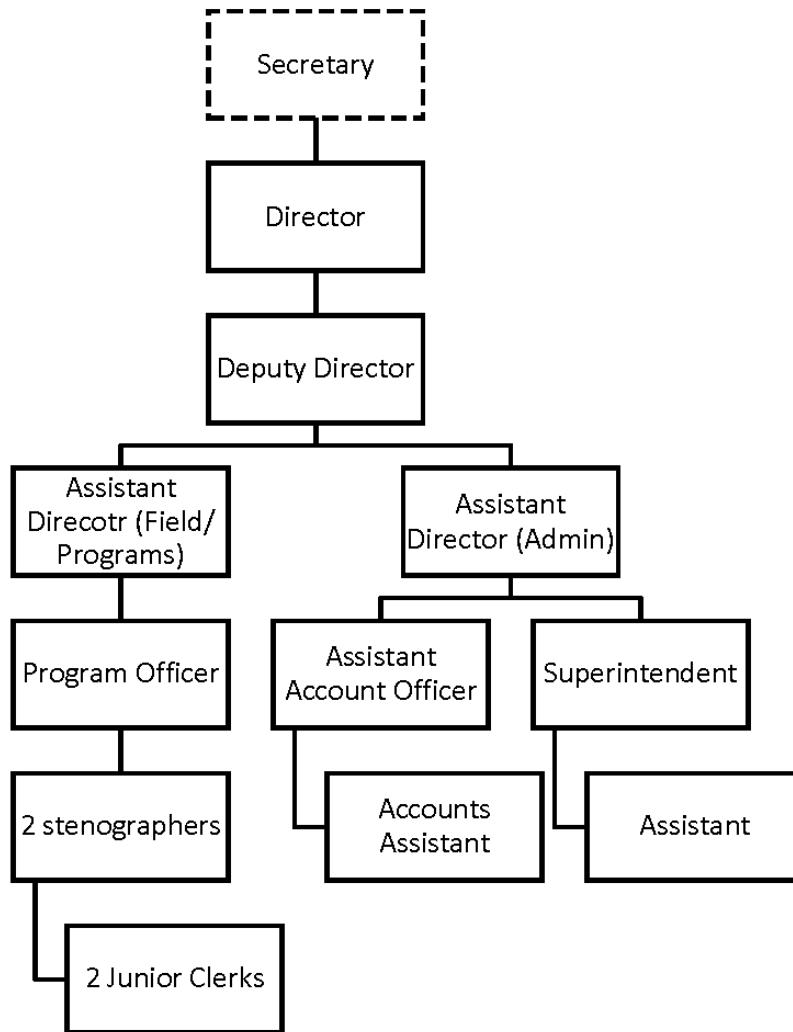 Secretary
Director
Deputy Director
Assistant
Direcotr (Field/
Programs)
Assistant
Director (Admin)
Program Officer
Assistant
Account Officer
Superintendent
2 stenographers
Accounts
Assistant
Assistant
2 Junior Clerks